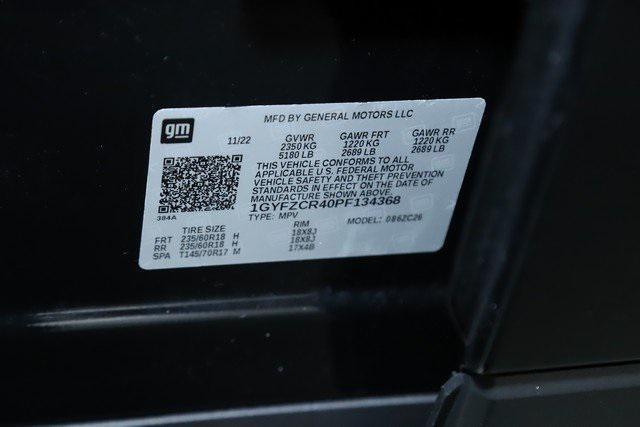 MFD BY GENERAL MOTORS LLC
gm
11/22 GVWR GAWR FRT GAWR RR
2350 KG 1220 KG 1220 KG
5180 LB 2689 LB 2689 LB
THIS VEHICLE CONFORMS TO ALL
APPLICABLE U.S. FEDERAL MOTOR
VEHICLE SAFETY AND THEFT PREVENTION
STANDARDS IN EFFECT ON THE DATE OF
MANUFACTURE SHOWN ABOVE.
1GYFZCR40PF134368
384A
TYPE: MPV MODEL: 086ZC26
TIRE SIZE RIM
FRT 235/60R18 H 18X8J
RR 235/60R18 H 18X8J
SPA T145/70R17 M 17X4B